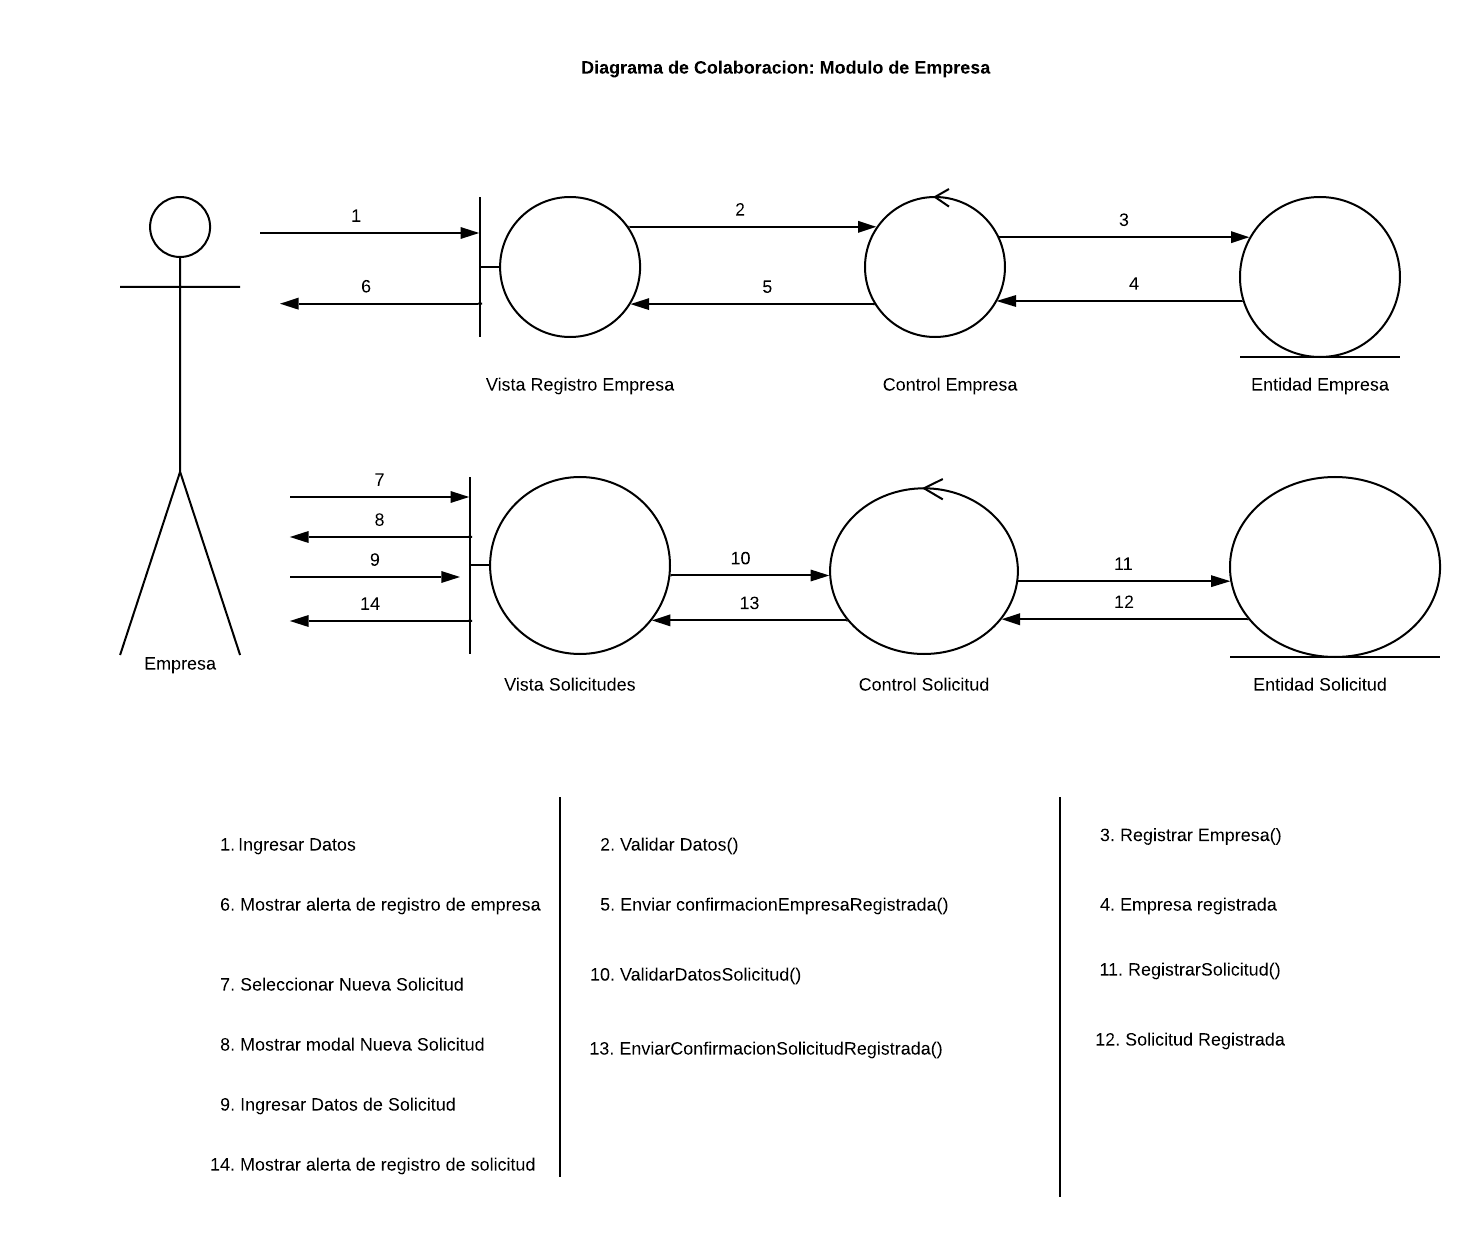 Diagrama de Colaboracion: Modulo de Empresa
1
2
3
6
5
4
Vista Registro Empresa
Control Empresa
Entidad Empresa
7
8
9
14
10
13
11
12
Empresa
Vista Solicitudes
Control Solicitud
Entidad Solicitud
1. Ingresar Datos
6. Mostrar alerta de registro de empresa
7. Seleccionar Nueva Solicitud
8. Mostrar modal Nueva Solicitud
9. Ingresar Datos de Solicitud
14. Mostrar alerta de registro de solicitud
2. Validar Datos()
5. Enviar confirmacionEmpresaRegistrada()
10. ValidarDatosSolicitud()
13. EnviarConfirmacionSolicitudRegistrada()
3. Registrar Empresa()
4. Empresa registrada
11. RegistrarSolicitud()
12. Solicitud Registrada